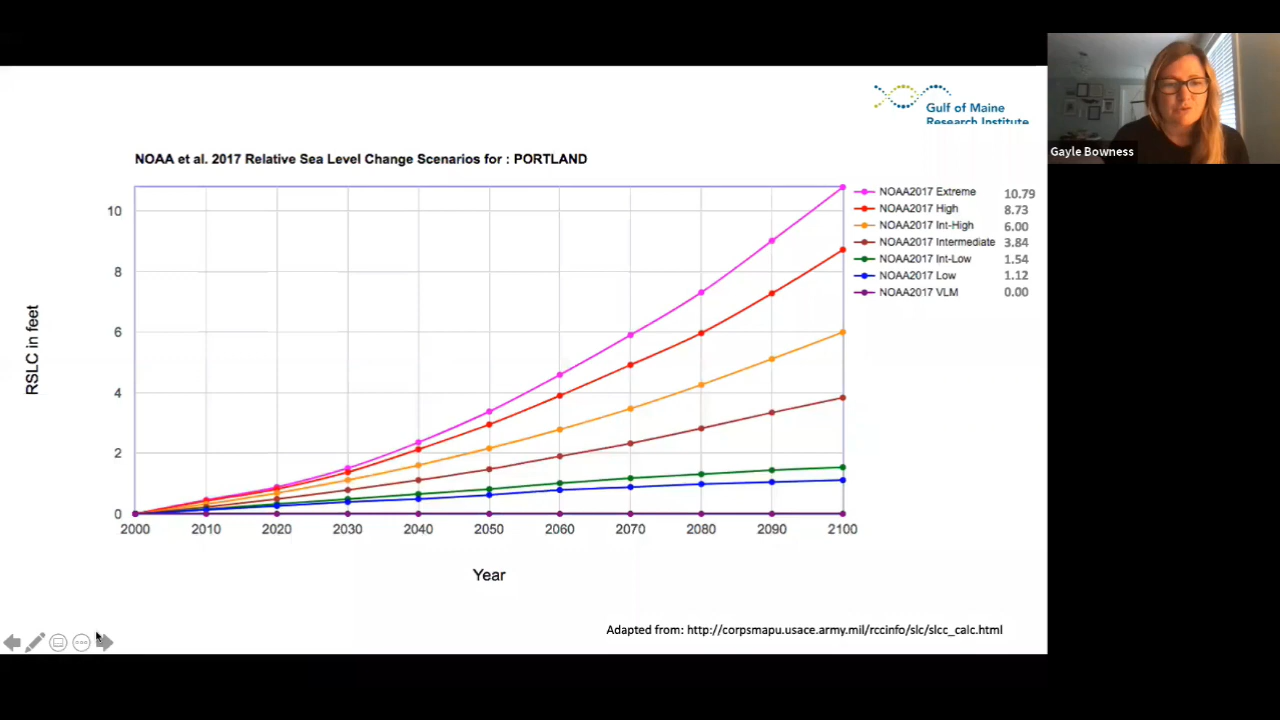 Gulf of Maine
Research Institute
Gayle Bowness
NOAA et al. 2017 Relative Sea Level Change Scenarios for : PORTLAND
NOAA2017 Extreme 10.79
NOAA2017 High 8.73
NOAA2017 Int-High 6.00
NOAA2017 Intermediate 3.84
NOAA2017 Int-Low 1.54
NOAA2017 Low 1.12
NOAA2017 VLM 0.00
RSLC in feet
10
8
6
4
2
0
2000 2010 2020 2030 2040 2050 2060 2070 2080 2090 2100
Year
Adapted from: http://corpsmapu.usace.army.mil/rccinfo/slc/slcc_calc.html